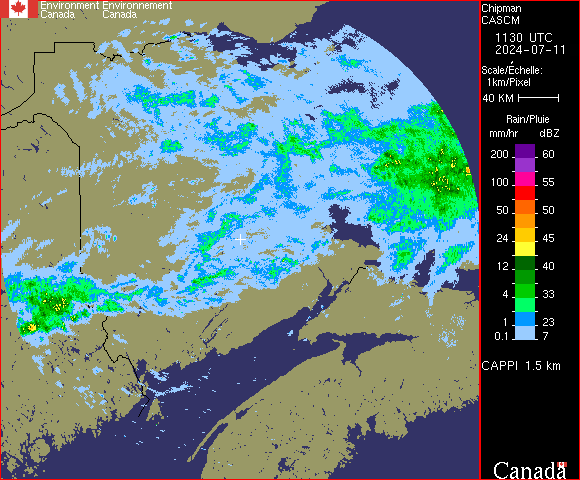 Environment Environnement
Canada Canada
Chipman
CASCM
1130 UTC
2024-07-11
Scale/Échelle:
1km/Pixel
40 KM
Rain/Pluie
mm/hr dBZ
200 60
100 55
50 50
24 45
12 40
4 33
1 23
0.1 7
CAPPI 1.5 km
Canada